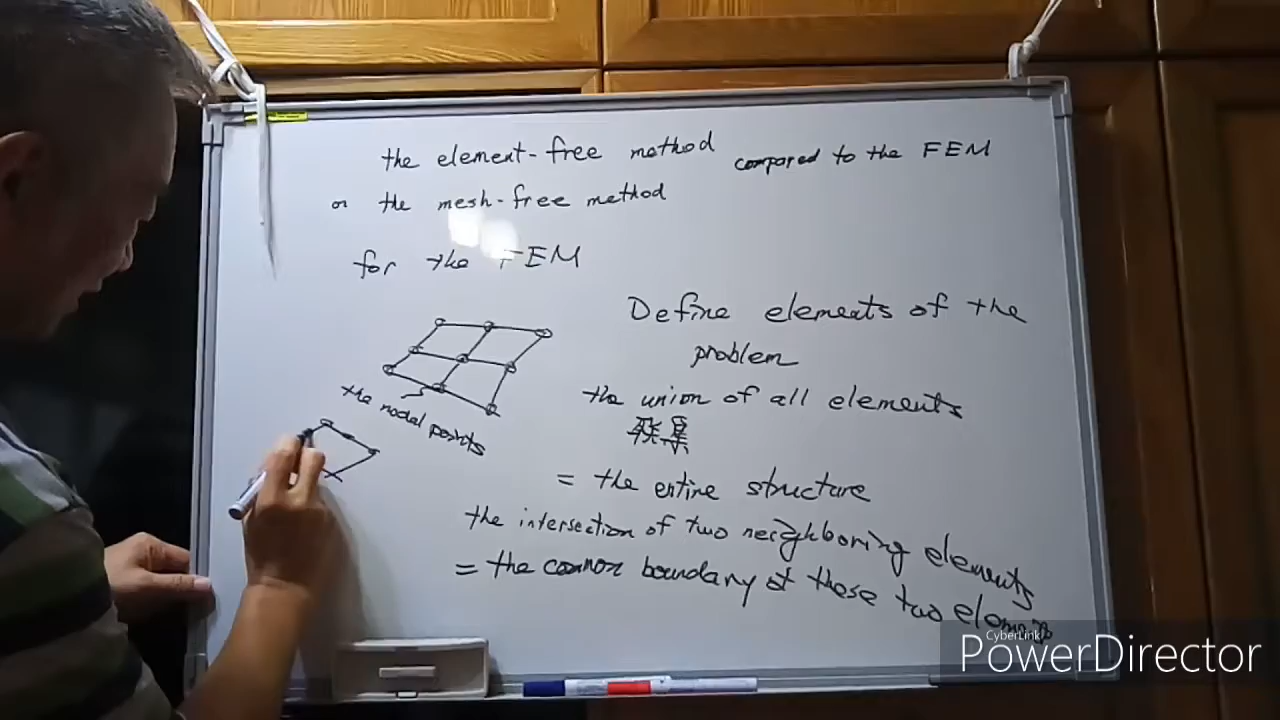 the element-free method compared to the FEM
or the mesh-free method
for the FEM
Define elements of the
problem
the nodal points
the union of all elements
= the entire structure
the intersection of two neighboring elements
= the common boundary of these two elements
CyberLink
PowerDirector